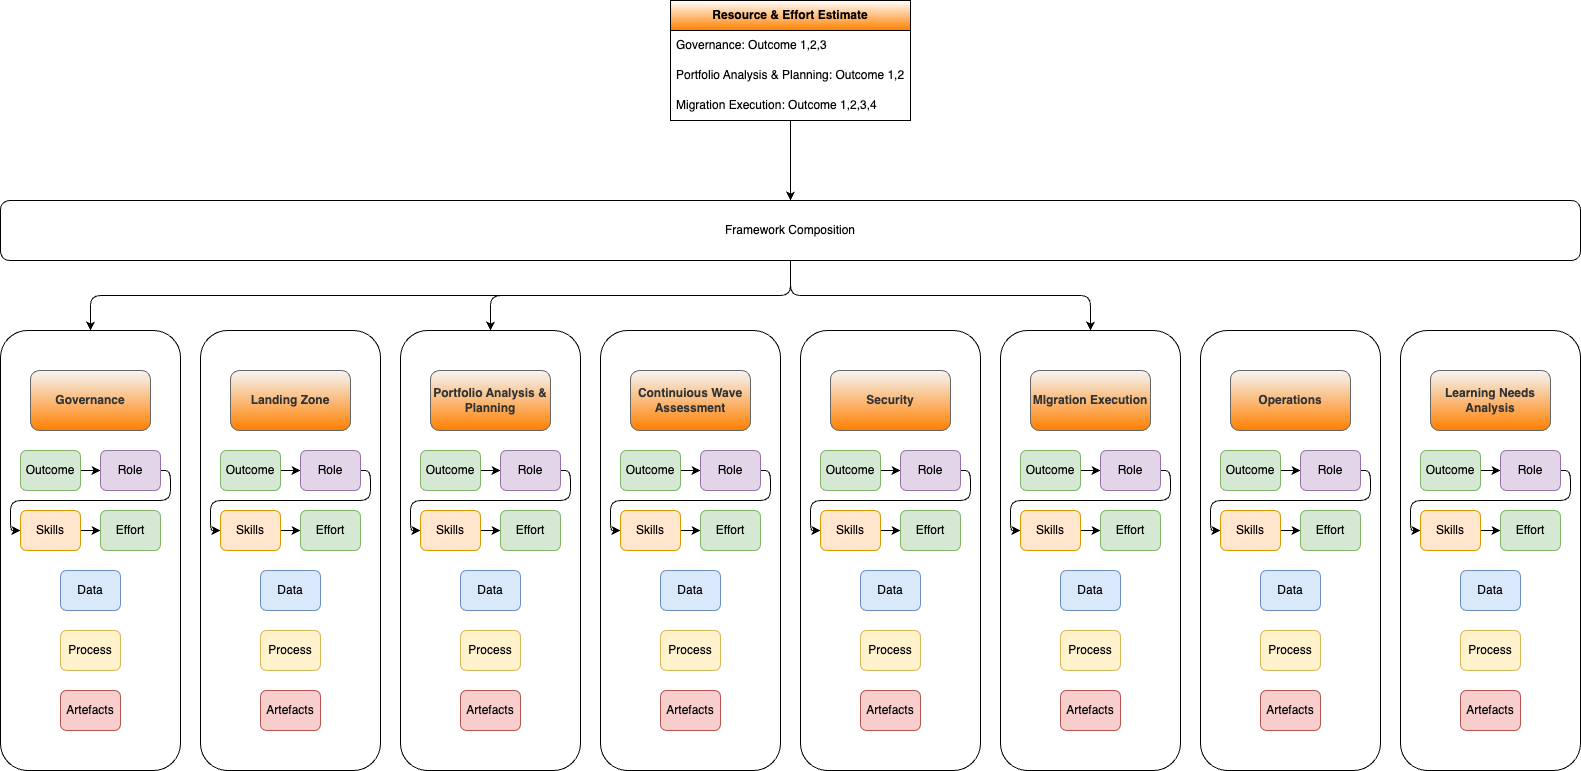 Resource & Effort Estimate
Governance: Outcome 1,2,3
Portfolio Analysis & Planning: Outcome 1,2
Migration Execution: Outcome 1,2,3,4
Framework Composition
Governance
Outcome Role
Skills Effort
Data
Process
Artefacts
Landing Zone
Outcome Role
Skills Effort
Data
Process
Artefacts
Portfolio Analysis &
Planning
Outcome Role
Skills Effort
Data
Process
Artefacts
Continuious Wave
Assessment
Outcome Role
Skills Effort
Data
Process
Artefacts
Security
Outcome Role
Skills Effort
Data
Process
Artefacts
MIgration Execution
Outcome Role
Skills Effort
Data
Process
Artefacts
Operations
Outcome Role
Skills Effort
Data
Process
Artefacts
Learning Needs
Analysis
Outcome Role
Skills Effort
Data
Process
Artefacts